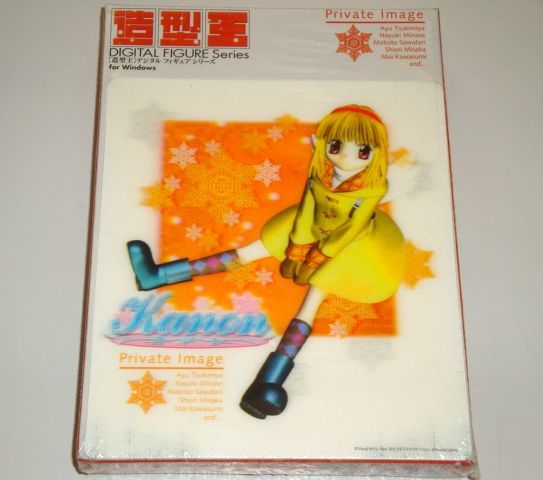 造型王
DIGITAL FIGURE Series
[造型王]デジタル フィギュア シリーズ
for Windows
Private Image
Ayu Tsukimiya
Nayuki Minase
Makoto Sawatari
Shiori Misaka
Mai Kawasumi
and...
Kanon
Private Image
Ayu Tsukimiya
Nayuki Minase
Makoto Sawatari
Shiori Misaka
Mai Kawasumi
and...